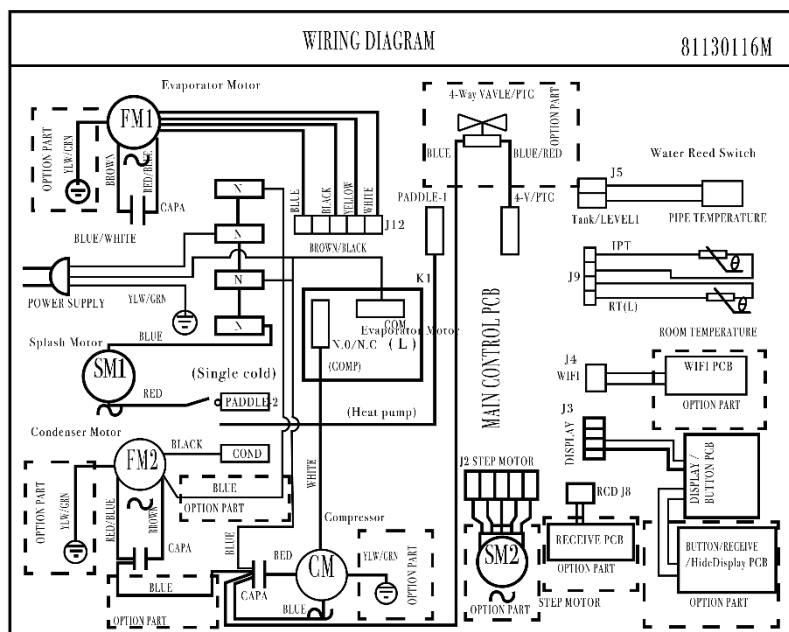 WIRING DIAGRAM
81130116M
Evaporator Motor
FM1
OPTION PART
YLW/GRN
BROWN
RED/BLUE
CAPA
BLUE/WHITE
BLUE
BLACK
YELLOW
WHITE
J12
BROWN/BLACK
N
N
N
N
POWER SUPPLY
YLW/GRN
BLUE
Splash Motor
SM1
RED
(Single cold)
PADDLE-2
(Heat pump)
K1
COM
Evaporator Motor
N.O/N.C
( L )
(COMP)
4-Way VAVLE/PTC
OPTION PART
BLUE
BLUE/RED
PADDLE-1
4-V/PTC
MAIN CONTROL PCB
Water Reed Switch
J5
Tank/LEVEL1
PIPE TEMPERATURE
IPT
θ
J9
RT(L)
θ
ROOM TEMPERATURE
J4
WIFI
WIFI PCB
OPTION PART
J3
DISPLAY
DISPLAY /
BUTTON PCB
BUTTON/RECEIVE
/HideDisplay PCB
OPTION PART
Condenser Motor
FM2
BLACK
COND
BLUE
OPTION PART
OPTION PART
YLW/GRN
RED/BLUE
BROWN
CAPA
BLUE
OPTION PART
WHITE
Compressor
BLUE
RED
CM
CAPA
BLUE
YLW/GRN
OPTION PART
J2 STEP MOTOR
SM2
OPTION PART
STEP MOTOR
RCD J8
RECEIVE PCB
OPTION PART